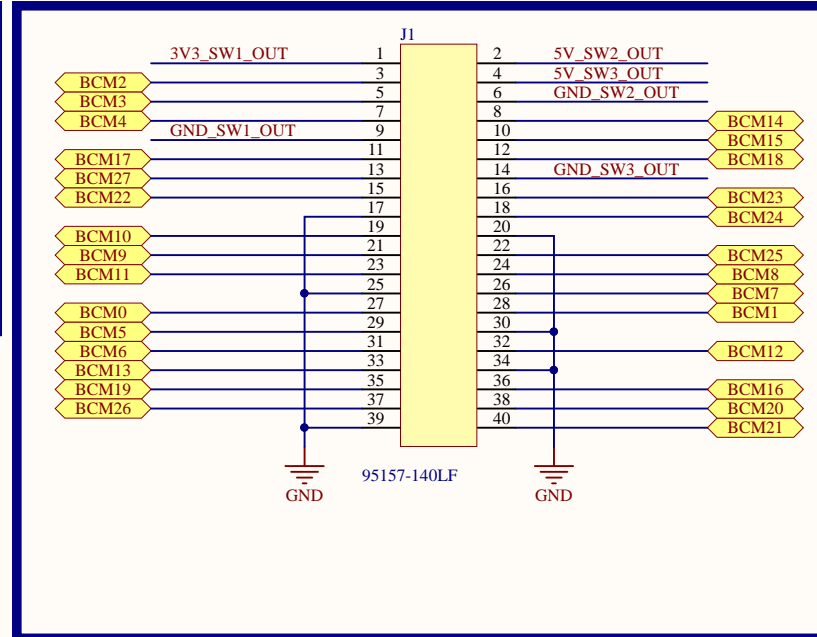 J1
3V3_SW1_OUT 1 2 5V_SW2_OUT
BCM2 3 4 5V_SW3_OUT
BCM3 5 6 GND_SW2_OUT
BCM4 7 8 BCM14
GND_SW1_OUT 9 10 BCM15
BCM17 11 12 BCM18
BCM27 13 14 GND_SW3_OUT
BCM22 15 16 BCM23
17 18 BCM24
BCM10 19 20
BCM9 21 22 BCM25
BCM11 23 24 BCM8
25 26 BCM7
BCM0 27 28 BCM1
BCM5 29 30
BCM6 31 32 BCM12
BCM13 33 34
BCM19 35 36 BCM16
BCM26 37 38 BCM20
39 40 BCM21
95157-140LF
GND GND